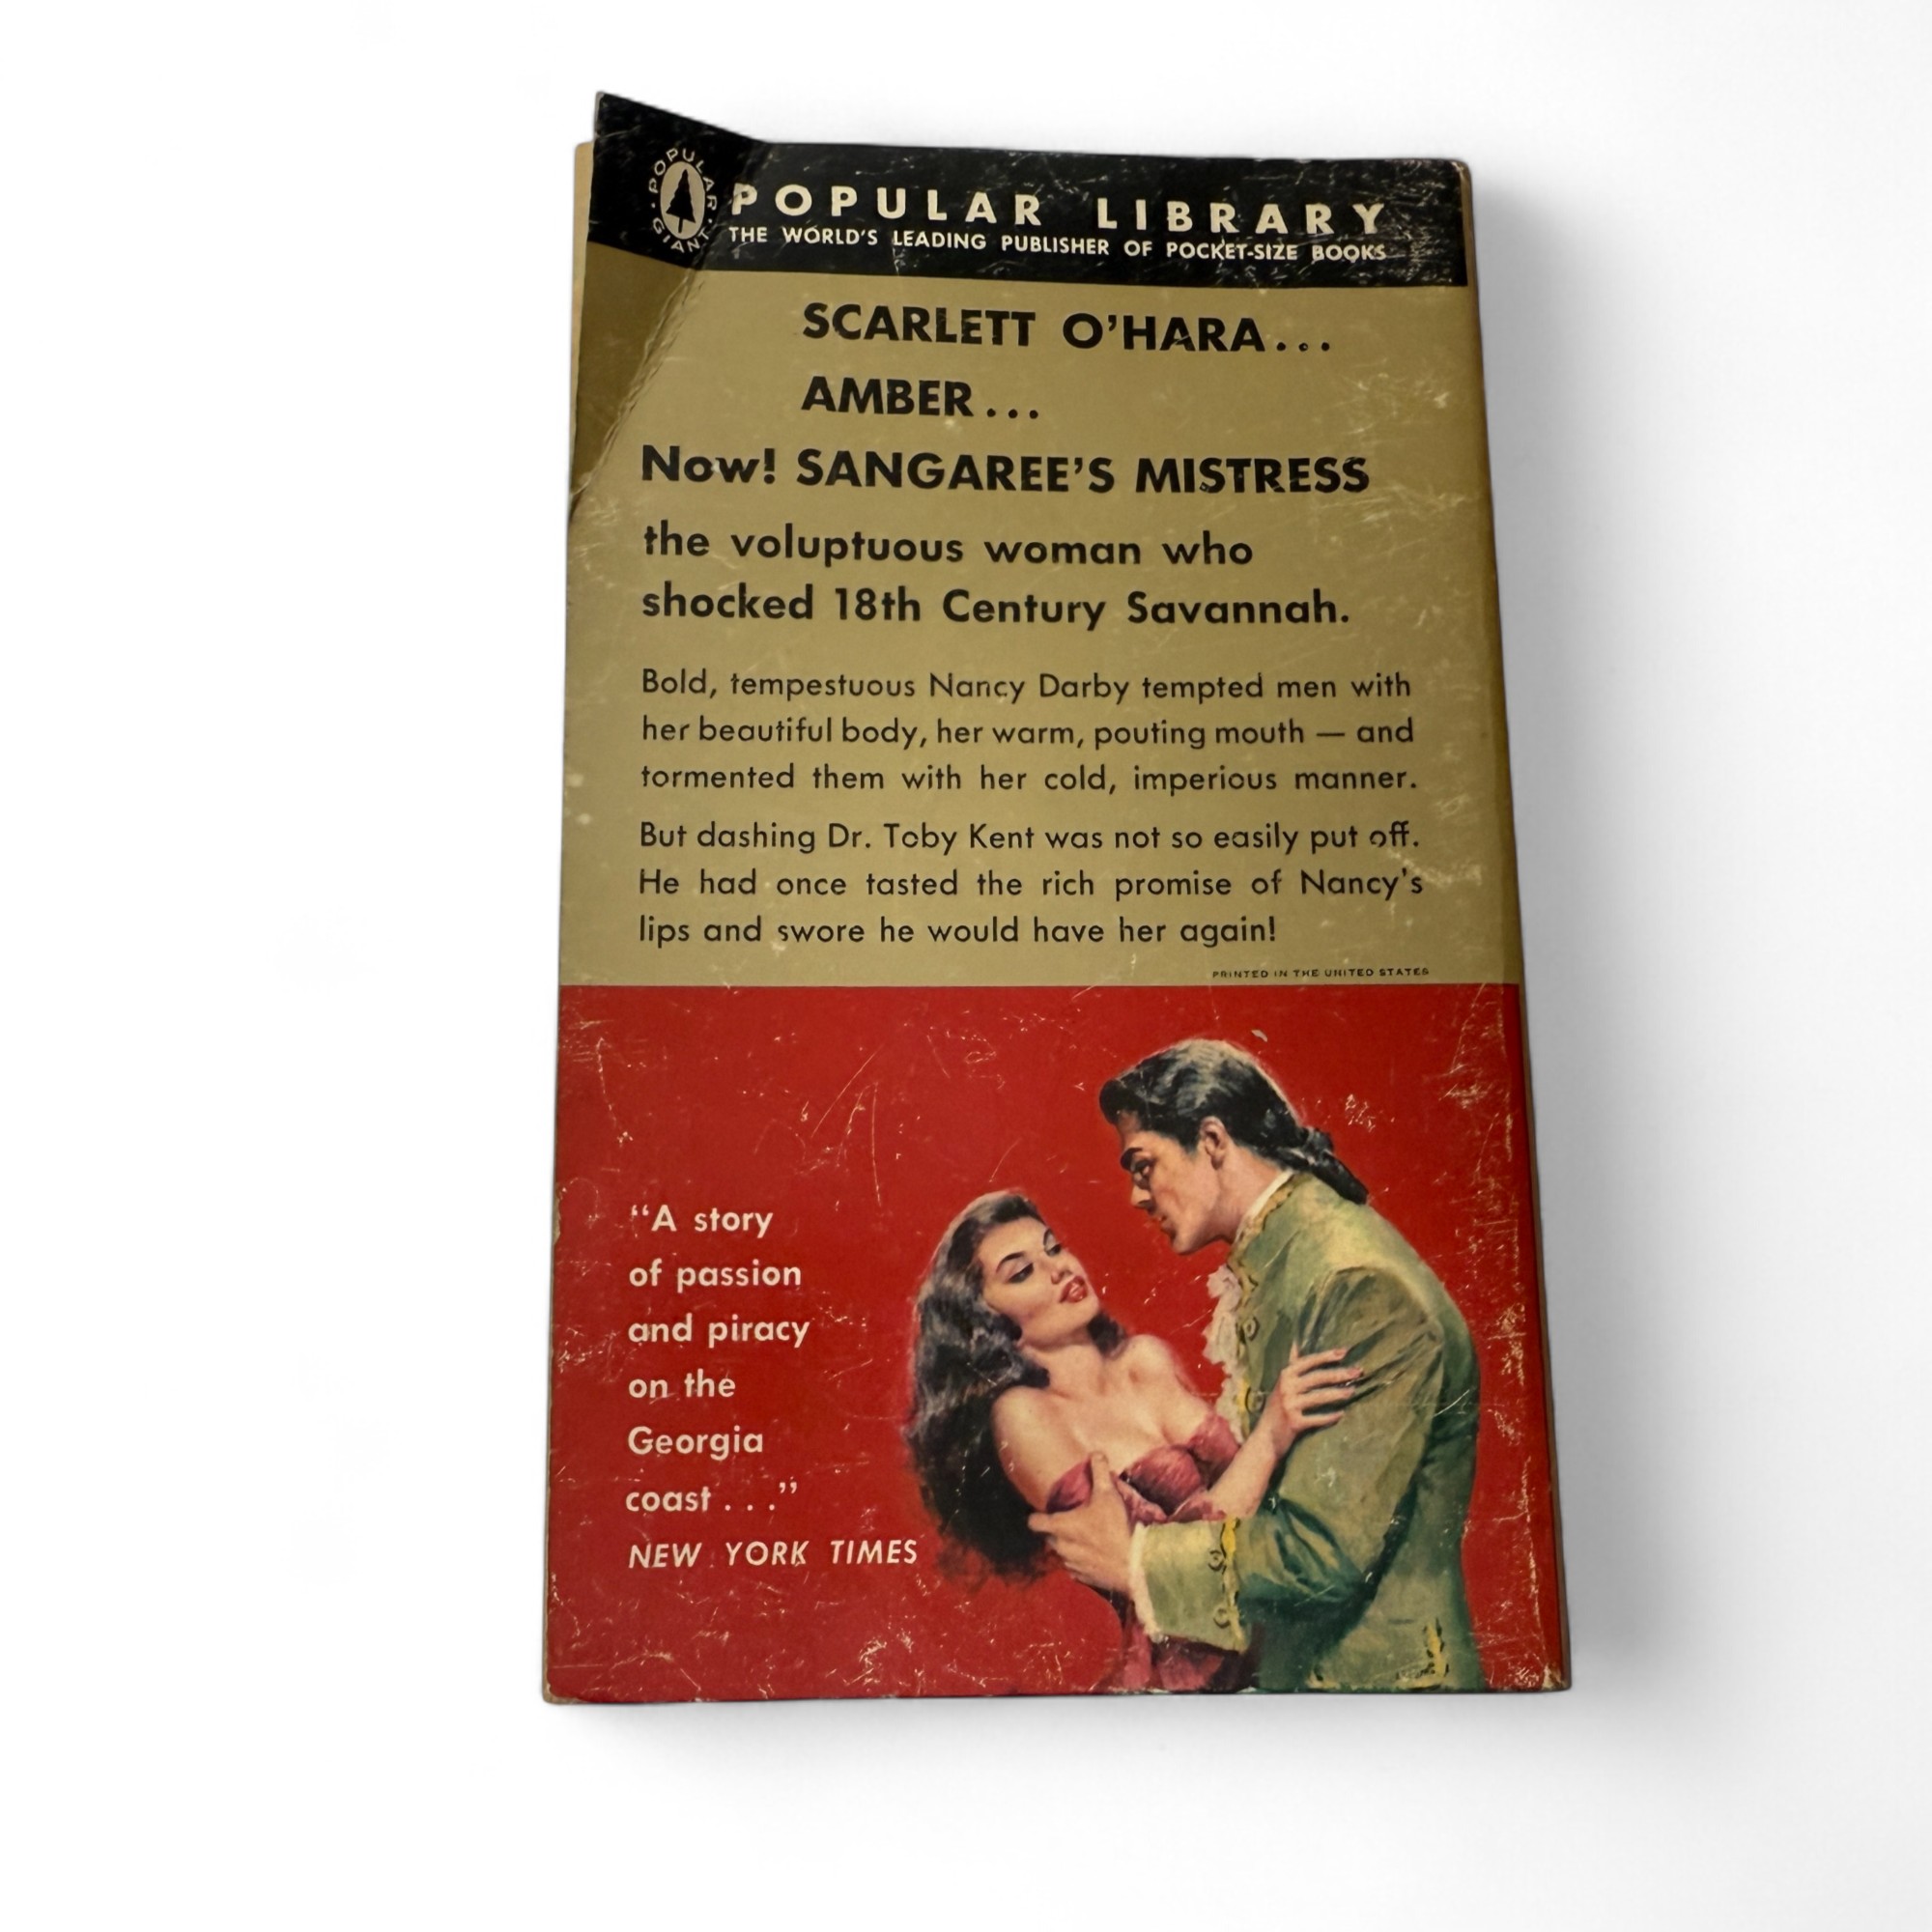 POPULAR GIANT
POPULAR LIBRARY
THE WORLD'S LEADING PUBLISHER OF POCKET-SIZE BOOKS
SCARLETT O'HARA...
AMBER...
Now! SANGAREE'S MISTRESS
the voluptuous woman who
shocked 18th Century Savannah.
Bold, tempestuous Nancy Darby tempted men with
her beautiful body, her warm, pouting mouth — and
tormented them with her cold, imperious manner.
But dashing Dr. Toby Kent was not so easily put off.
He had once tasted the rich promise of Nancy's
lips and swore he would have her again!
PRINTED IN THE UNITED STATES
“A story
of passion
and piracy
on the
Georgia
coast . . .”
NEW YORK TIMES